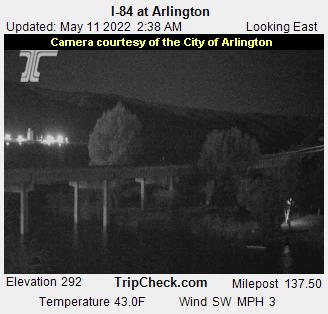 I-84 at Arlington
Updated: May 11 2022 2:38 AM Looking East
Camera courtesy of the City of Arlington
Elevation 292 TripCheck.com Milepost 137.50
Temperature 43.0F Wind SW MPH 3